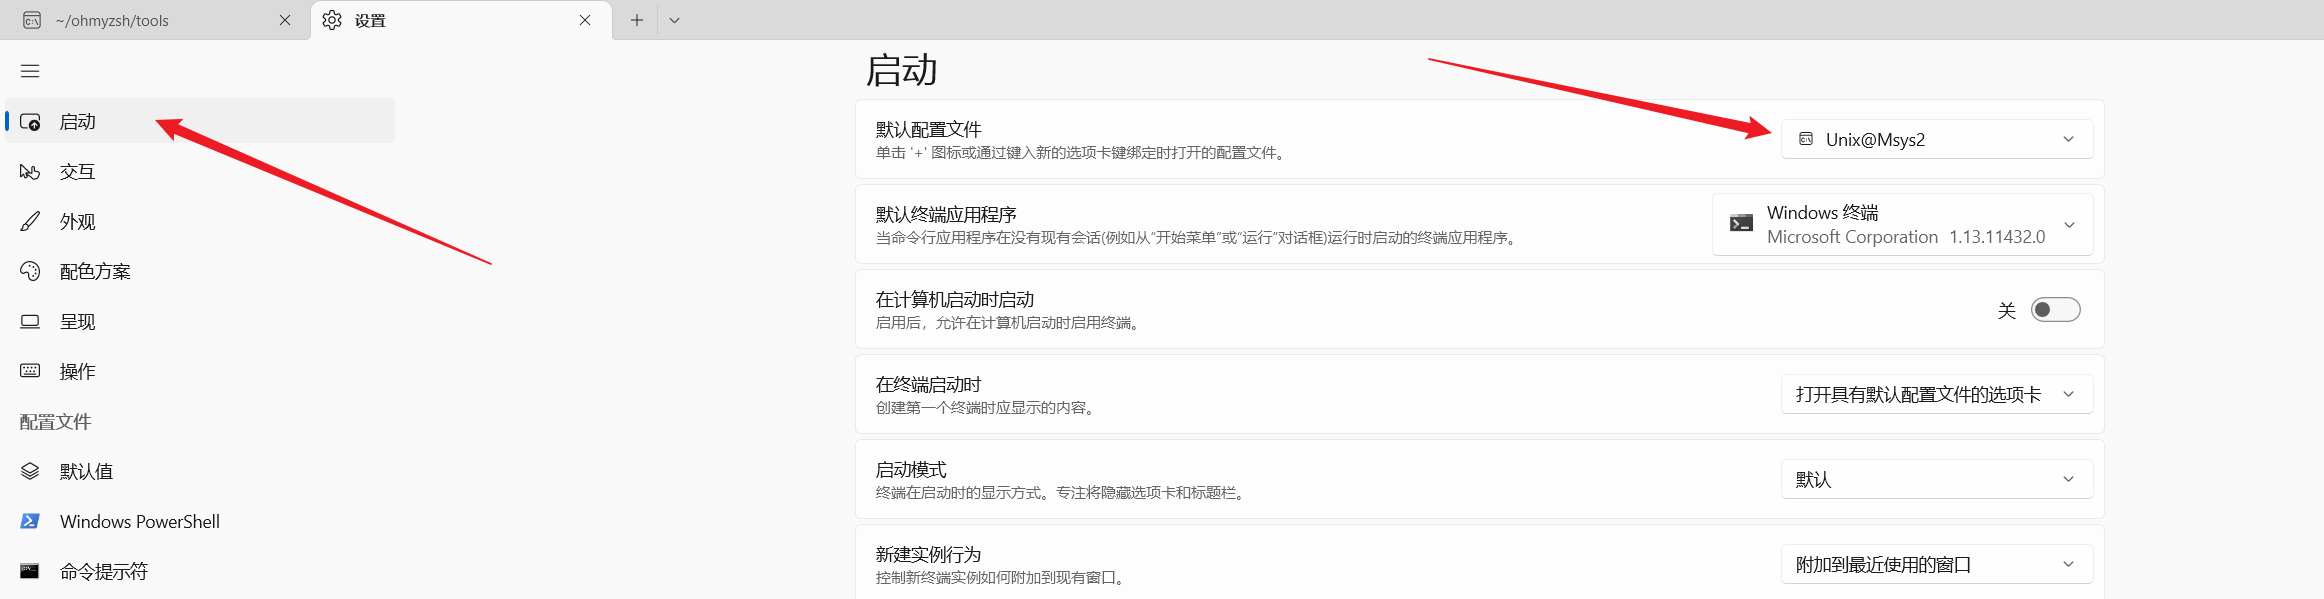 ~/ohmyzsh/tools
设置
启动
交互
外观
配色方案
呈现
操作
配置文件
默认值
Windows PowerShell
命令提示符
启动
默认配置文件
单击 '+' 图标或通过键入新的选项卡键绑定时打开的配置文件。
Unix@Msys2
默认终端应用程序
当命令行应用程序在没有现有会话(例如从“开始菜单”或“运行”对话框)运行时启动的终端应用程序。
Windows 终端
Microsoft Corporation 1.13.11432.0
在计算机启动时启动
启用后，允许在计算机启动时启用终端。
关
在终端启动时
创建第一个终端时应显示的内容。
打开具有默认配置文件的选项卡
启动模式
终端在启动时的显示方式。专注将隐藏选项卡和标题栏。
默认
新建实例行为
控制新终端实例如何附加到现有窗口。
附加到最近使用的窗口